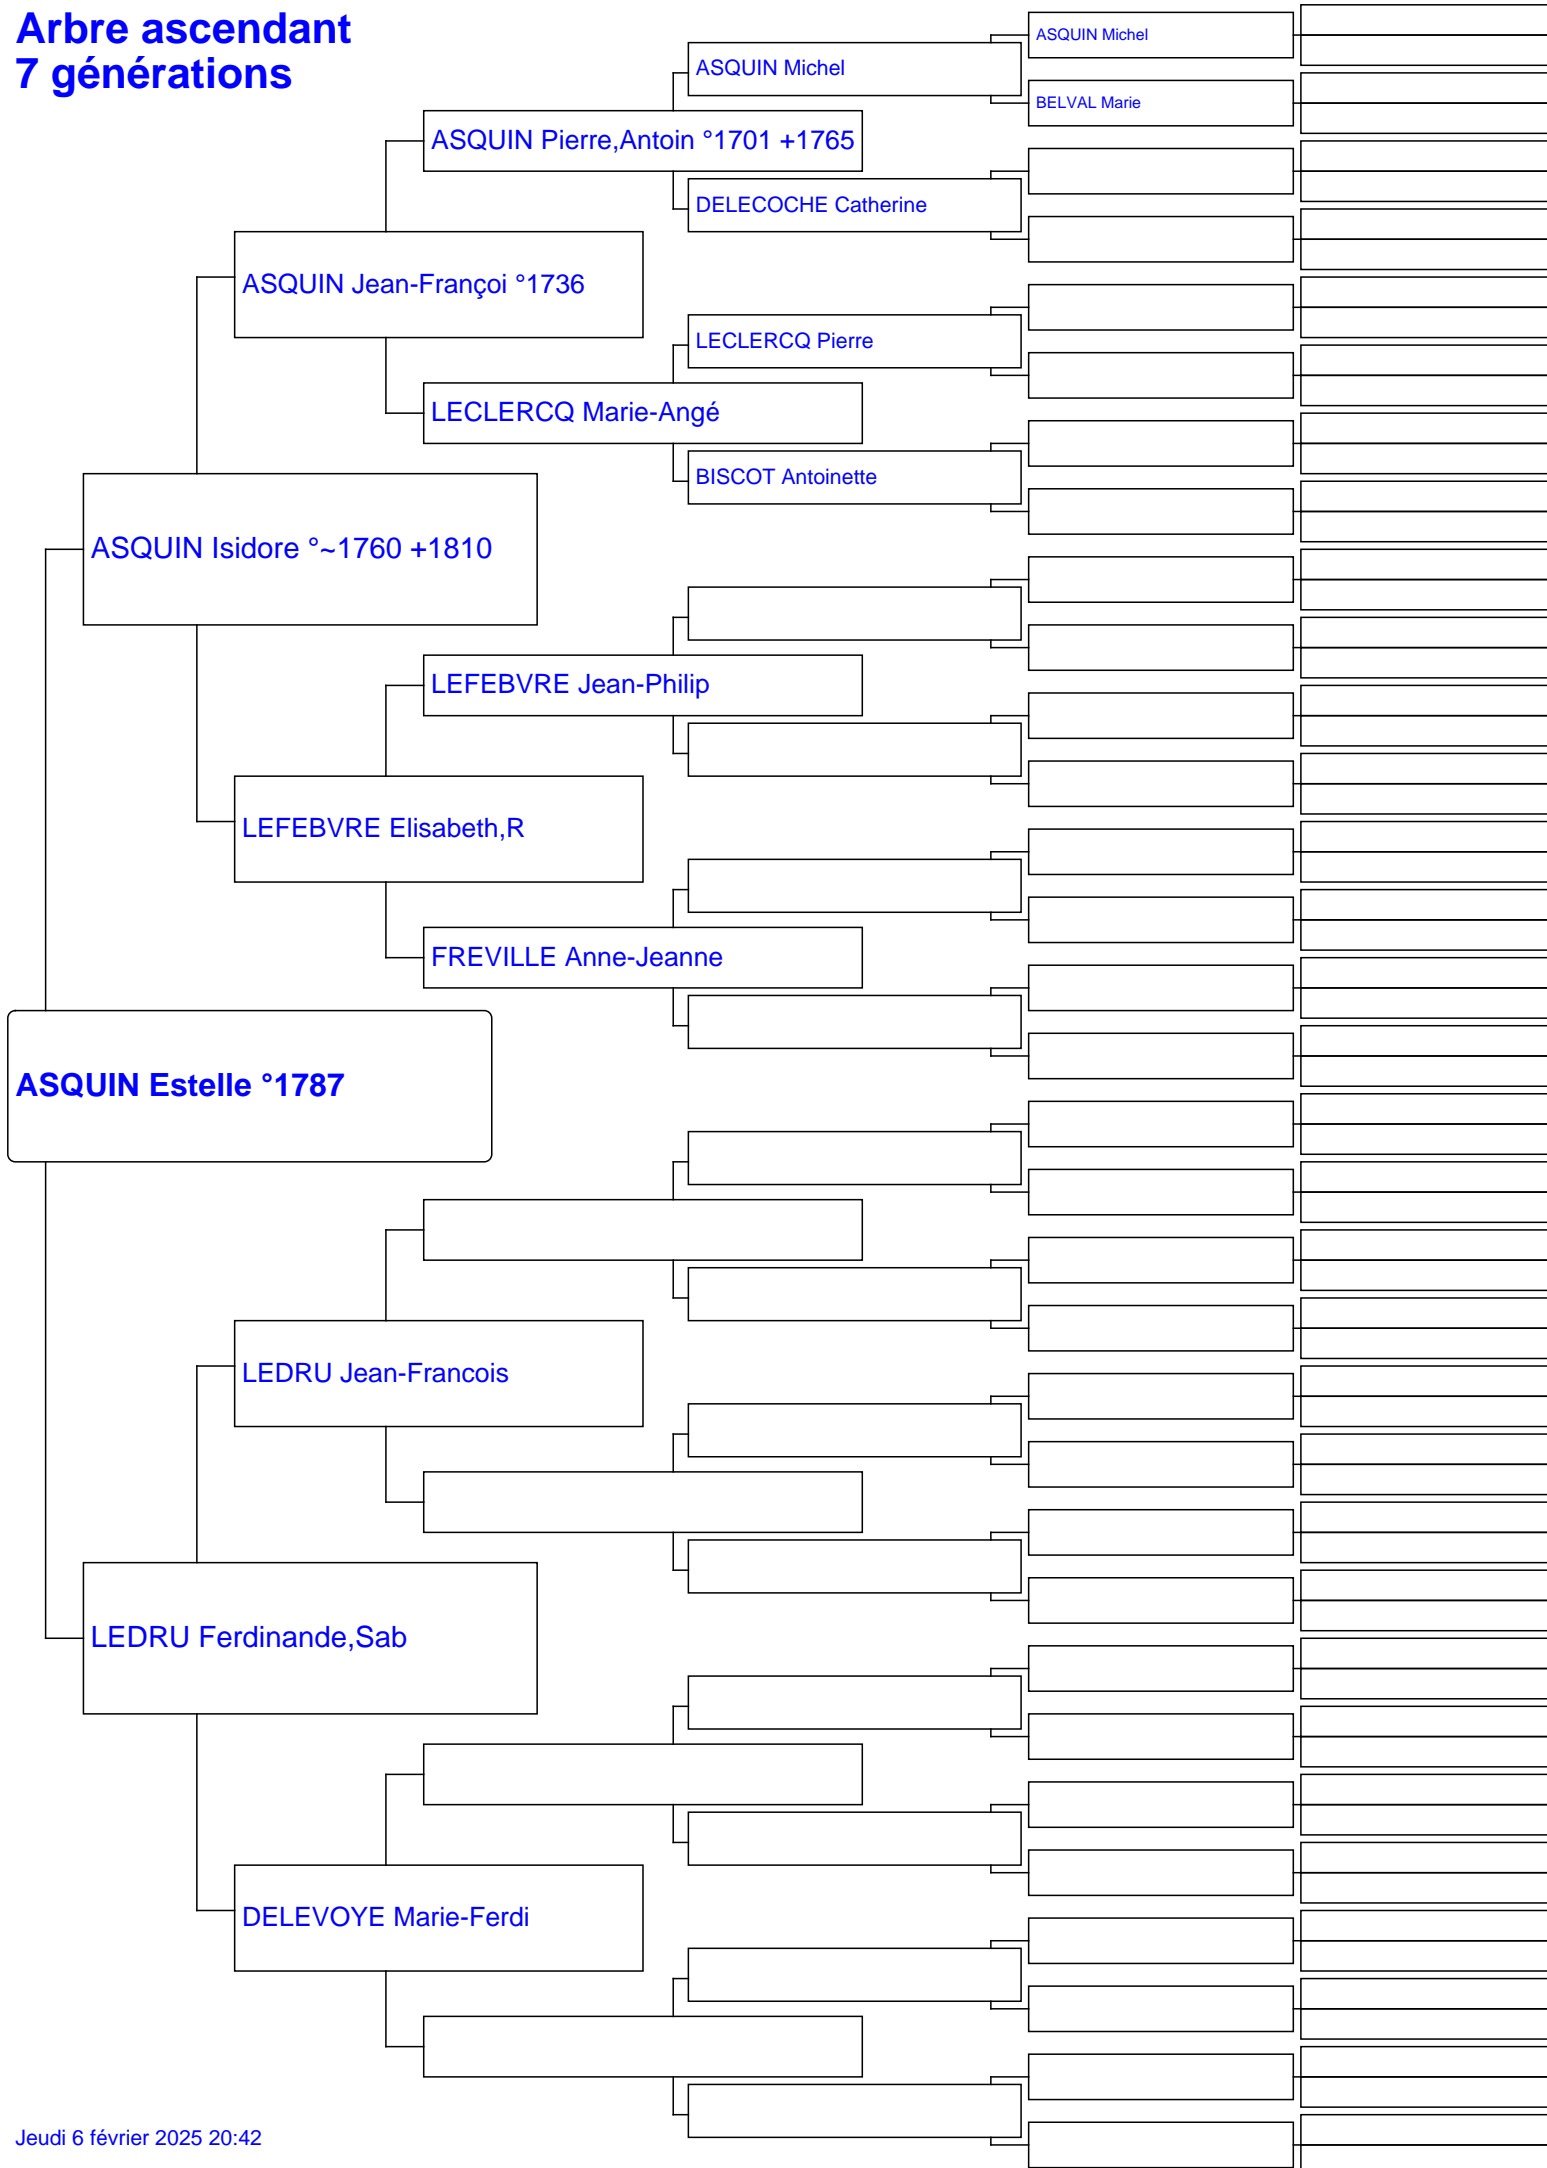 Arbre ascendant
7 générations
ASQUIN Michel
ASQUIN Michel
BELVAL Marie
ASQUIN Pierre,Antoin °1701 +1765
DELECOCHE Catherine
ASQUIN Jean-Françoi °1736
LECLERCQ Pierre
LECLERCQ Marie-Angé
BISCOT Antoinette
ASQUIN Isidore °~1760 +1810
LEFEBVRE Jean-Philip
LEFEBVRE Elisabeth,R
FREVILLE Anne-Jeanne
ASQUIN Estelle °1787
LEDRU Jean-Francois
LEDRU Ferdinande,Sab
DELEVOYE Marie-Ferdi
Jeudi 6 février 2025 20:42